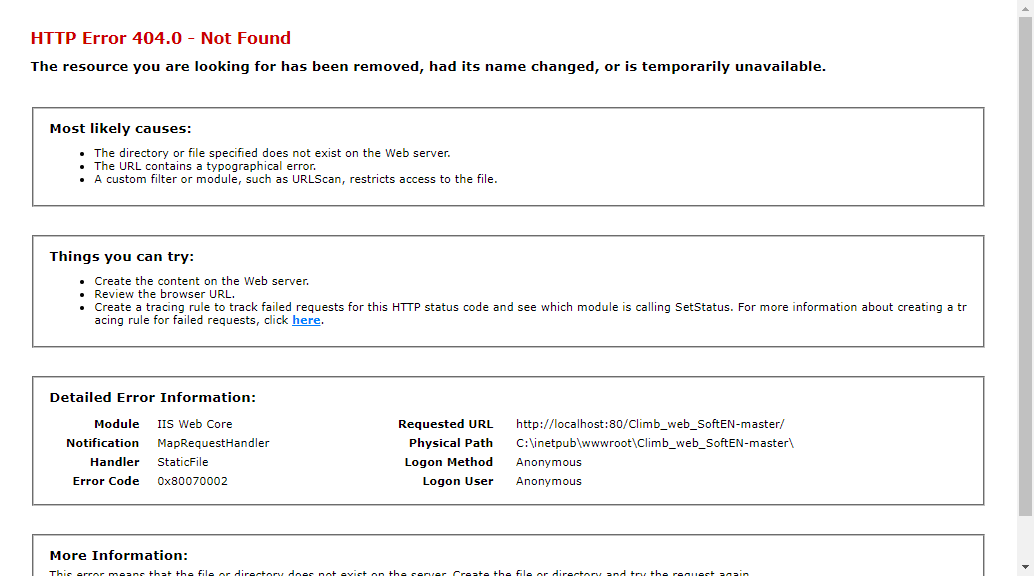 HTTP Error 404.0 - Not Found
The resource you are looking for has been removed, had its name changed, or is temporarily unavailable.
Most likely causes:
The directory or file specified does not exist on the Web server.
The URL contains a typographical error.
A custom filter or module, such as URLScan, restricts access to the file.
Things you can try:
Create the content on the Web server.
Review the browser URL.
Create a tracing rule to track failed requests for this HTTP status code and see which module is calling SetStatus. For more information about creating a tr
acing rule for failed requests, click here.
Detailed Error Information:
Module IIS Web Core
Notification MapRequestHandler
Handler StaticFile
Error Code 0x80070002
Requested URL http://localhost:80/Climb_web_SoftEN-master/
Physical Path C:\inetpub\wwwroot\Climb_web_SoftEN-master\
Logon Method Anonymous
Logon User Anonymous
More Information:
This error means that the file or directory does not exist on the server. Create the file or directory and try the request again.